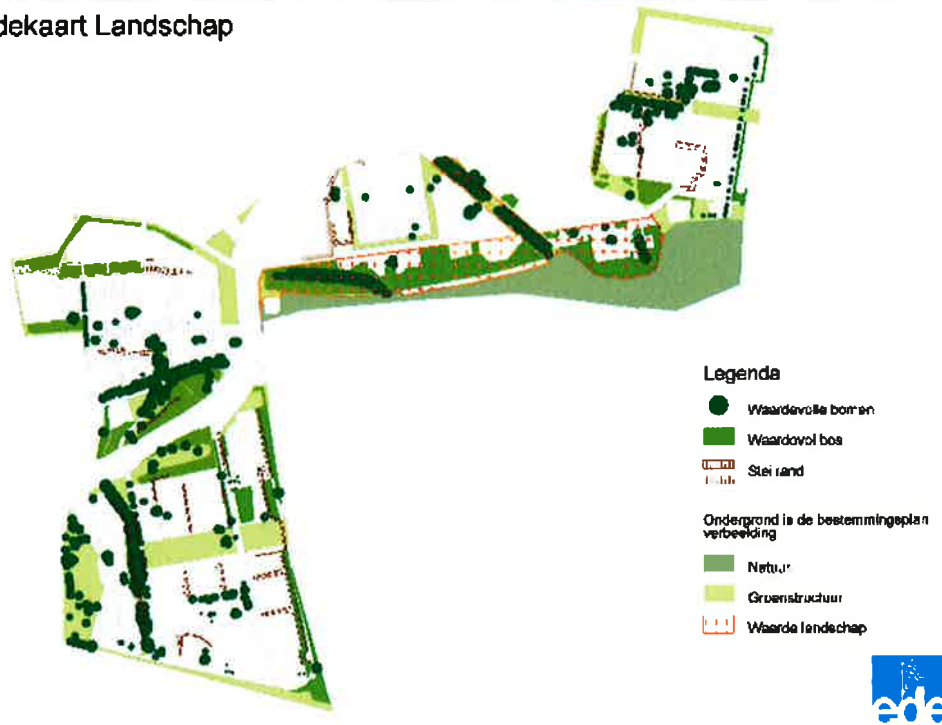 dekaart Landschap
Legenda
Waardevolle bomen
Waardevol bos
Steilrand
Ondergrond is de bestemmingsplan
verbeelding
Natuur
Groenstructuur
Waarde landschap
ede